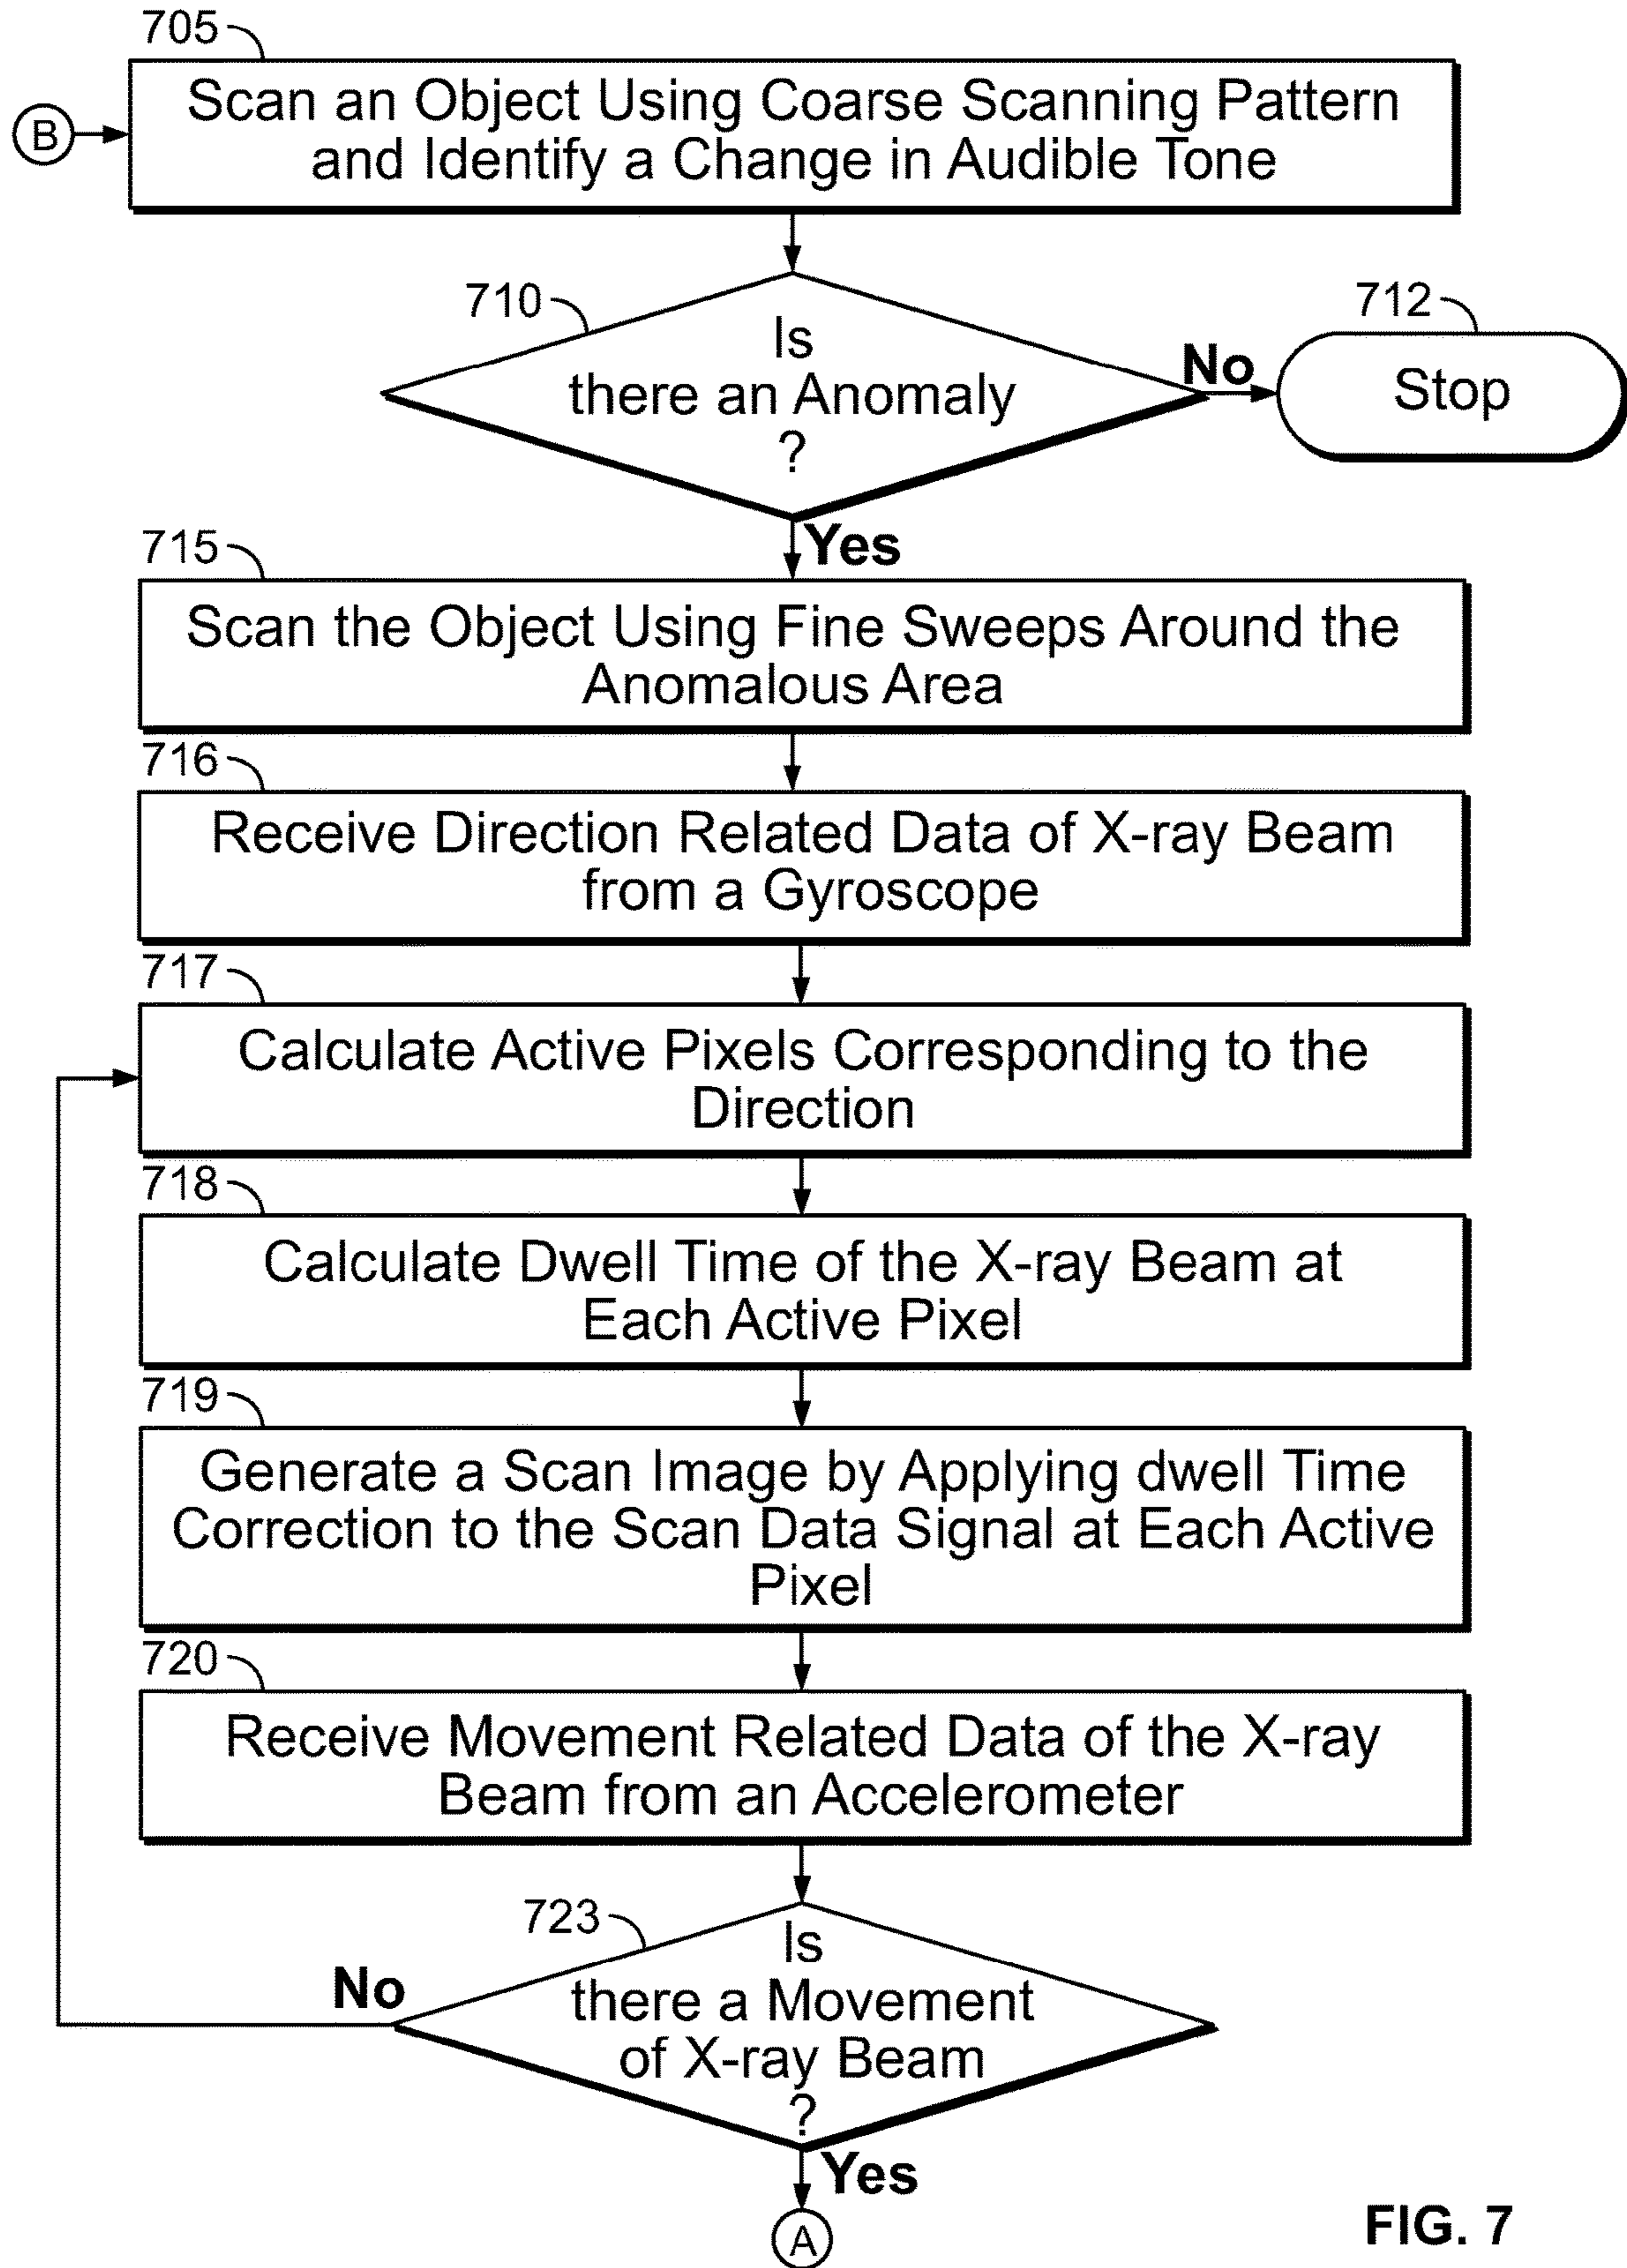 705
B
Scan an Object Using Coarse Scanning Pattern
and Identify a Change in Audible Tone
710
Is
there an Anomaly
?
No
712
Stop
Yes
715
Scan the Object Using Fine Sweeps Around the
Anomalous Area
716
Receive Direction Related Data of X-ray Beam
from a Gyroscope
717
Calculate Active Pixels Corresponding to the
Direction
718
Calculate Dwell Time of the X-ray Beam at
Each Active Pixel
719
Generate a Scan Image by Applying dwell Time
Correction to the Scan Data Signal at Each Active
Pixel
720
Receive Movement Related Data of the X-ray
Beam from an Accelerometer
723
Is
there a Movement
of X-ray Beam
?
No
Yes
A
FIG. 7